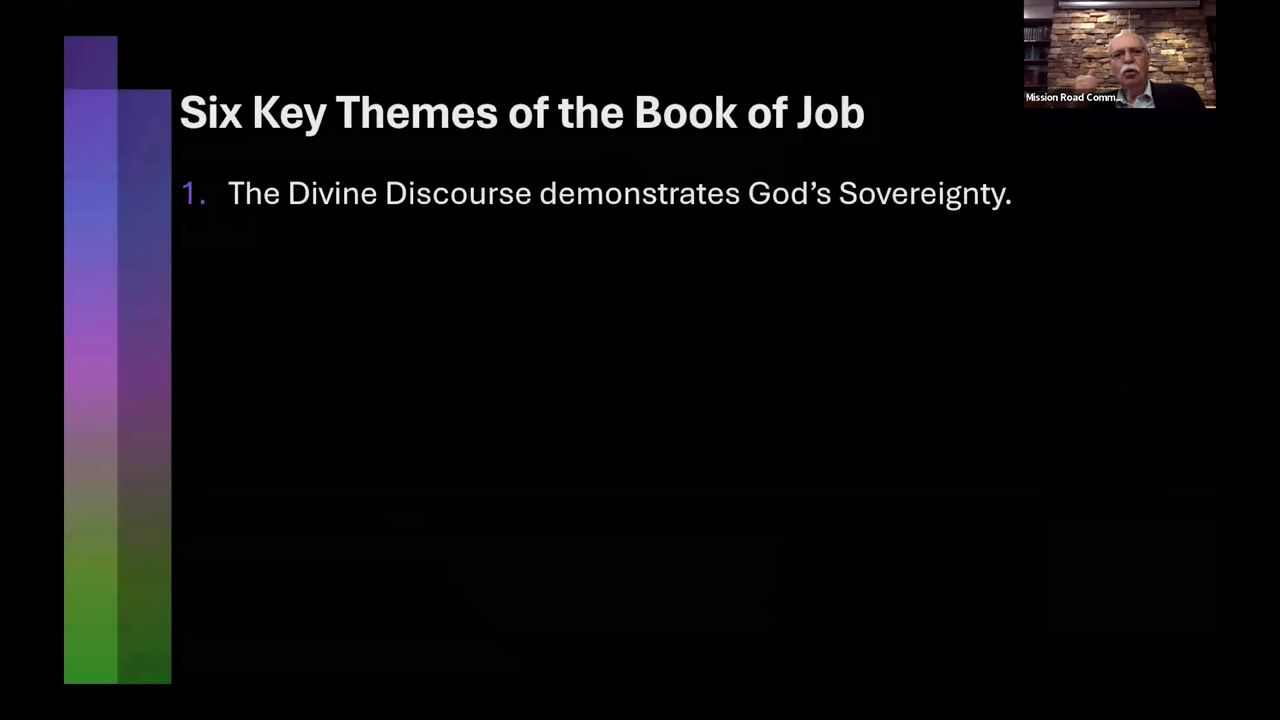 Six Key Themes of the Book of Job
1. The Divine Discourse demonstrates God's Sovereignty.
Mission Road Comm...